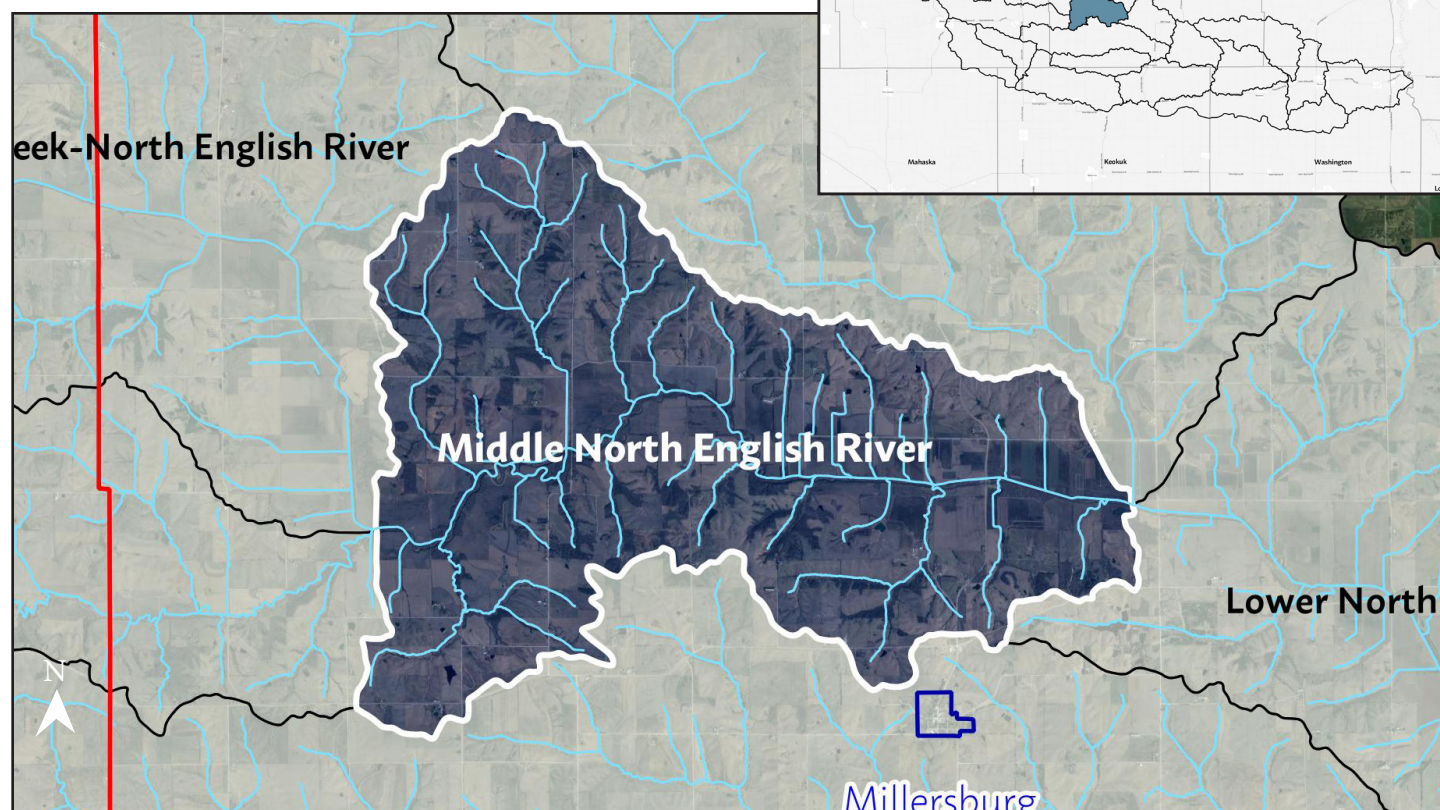 Mahaska
Keokuk
Washington
eek-North English River
Middle North English River
Lower North
N
Millersburg